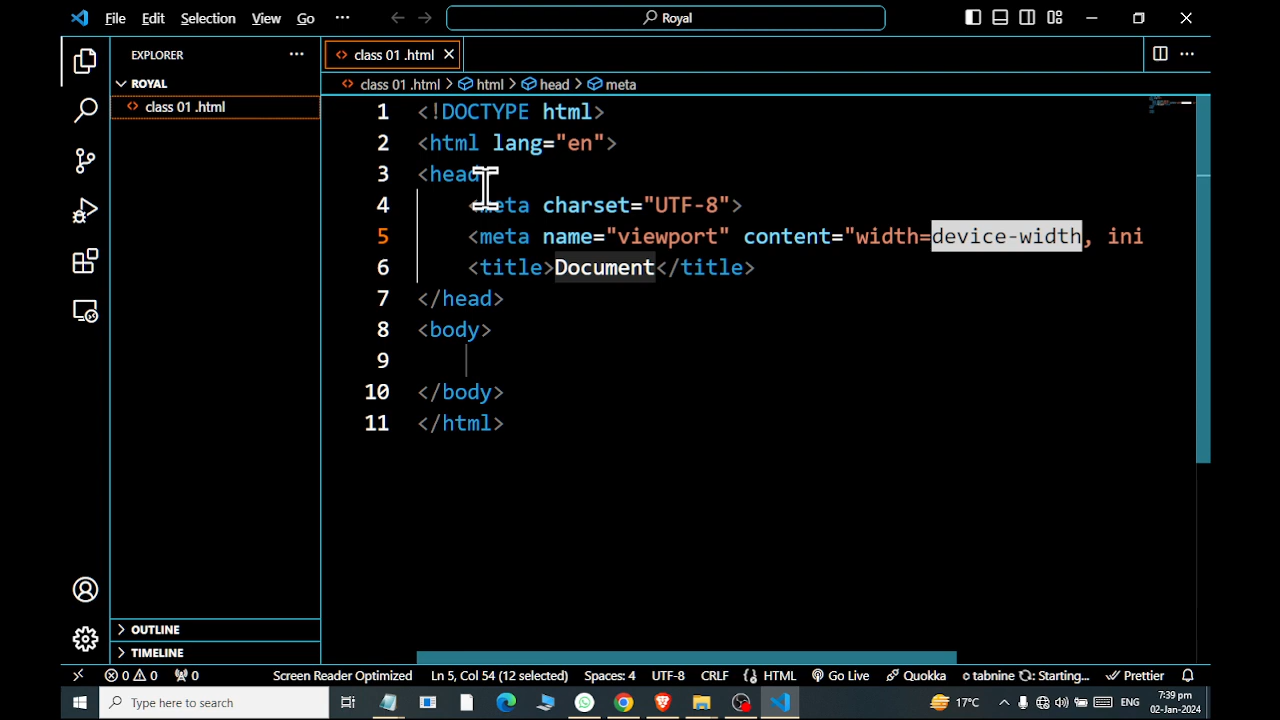 File Edit Selection View Go ··· Royal
EXPLORER ···
class 01 .html
ROYAL
class 01 .html
class 01 .html > html > head > meta
1 <!DOCTYPE html>
2 <html lang="en">
3 <head
4 <meta charset="UTF-8">
5 <meta name="viewport" content="width=device-width, ini
6 <title>Document</title>
7 </head>
8 <body>
9
10 </body>
11 </html>
OUTLINE
TIMELINE
0 0 0 Screen Reader Optimized Ln 5, Col 54 (12 selected) Spaces: 4 UTF-8 CRLF HTML Go Live Quokka tabnine Starting... Prettier
Type here to search 17°C ENG 7:39 pm
02-Jan-2024